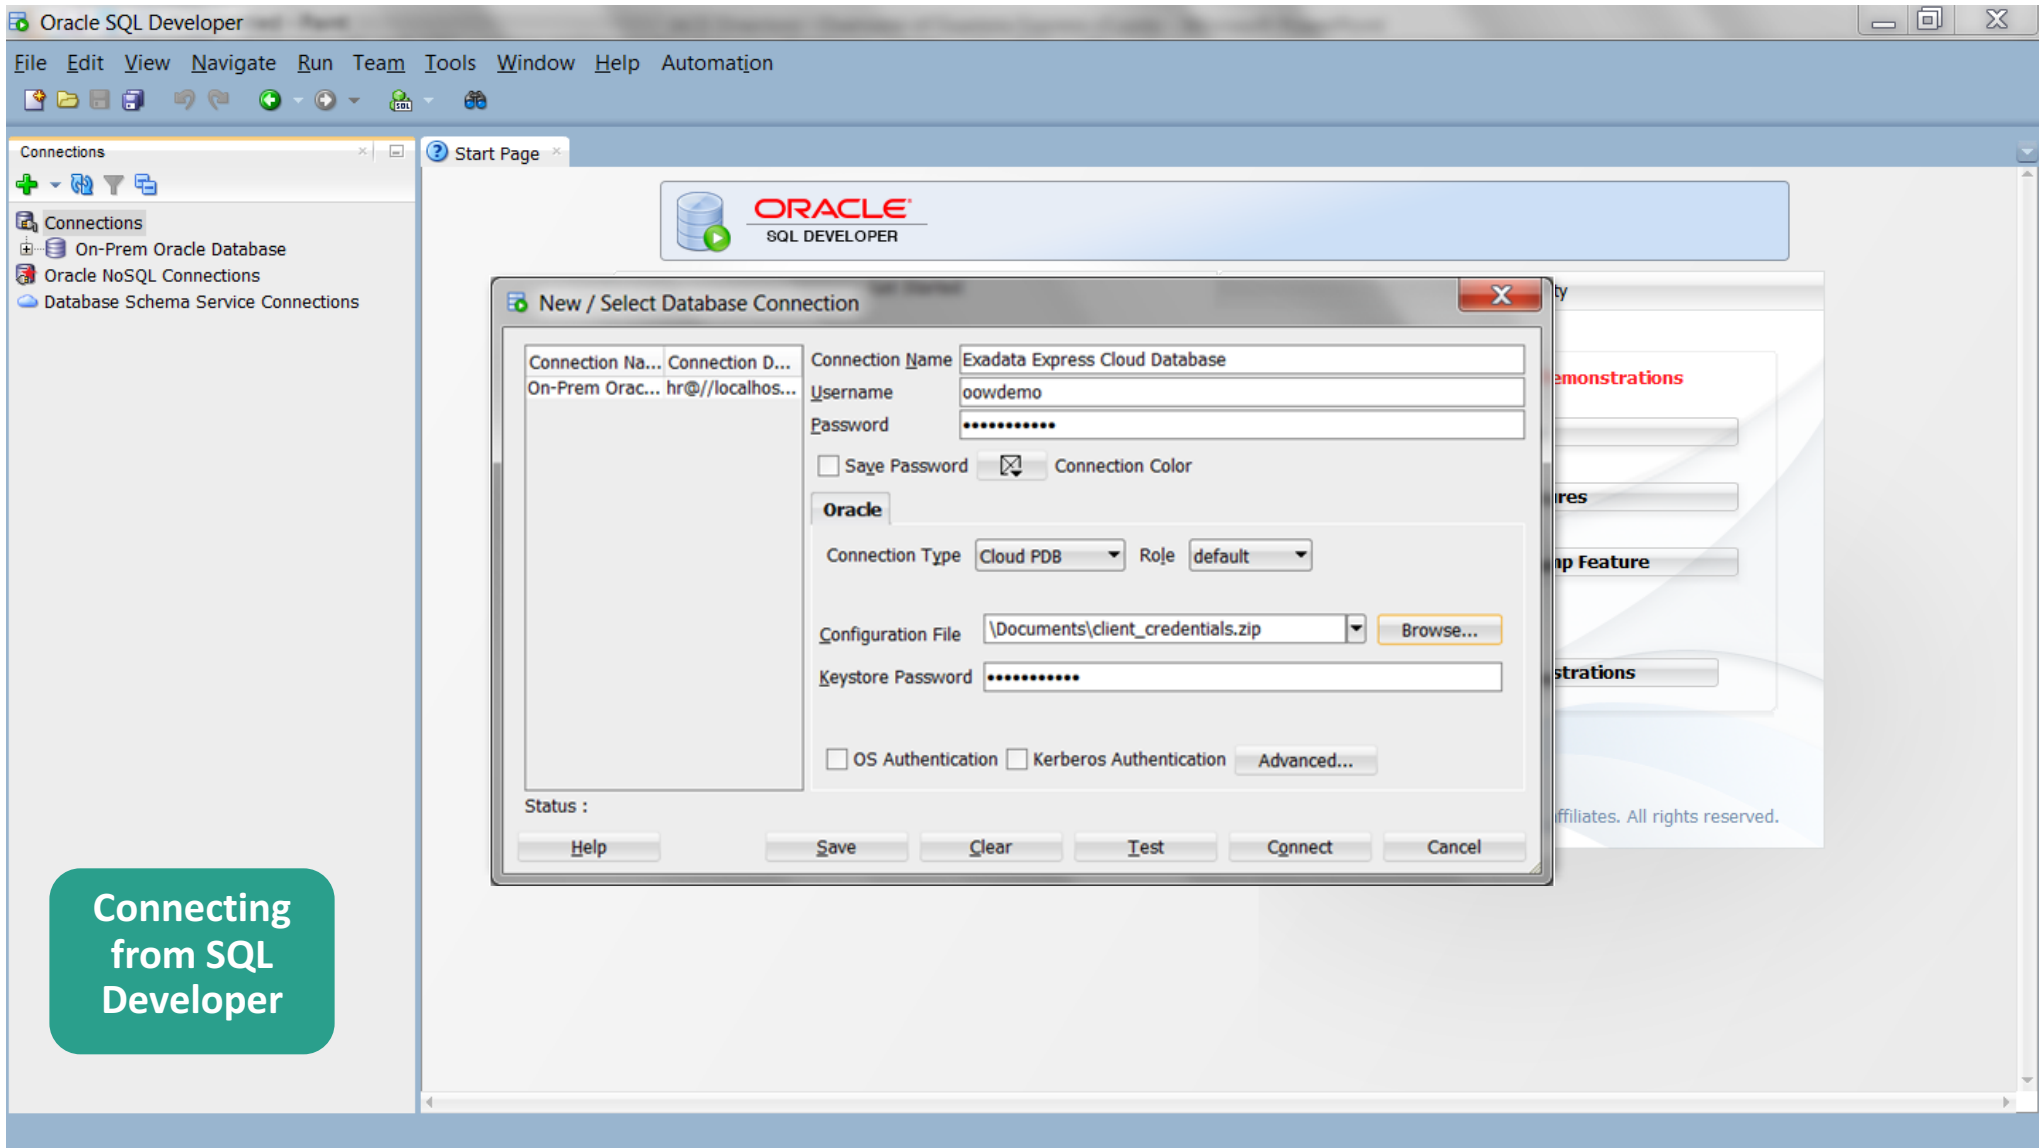 Oracle SQL Developer
File Edit View Navigate Run Team Tools Window Help Automation
SQL
Connections
Start Page
Connections
On-Prem Oracle Database
Oracle NoSQL Connections
Database Schema Service Connections
ORACLE
SQL DEVELOPER
New / Select Database Connection
Connection Na... Connection D...
On-Prem Orac... hr@//localhos...
Connection Name Exadata Express Cloud Database
Username oowdemo
Password •••••••••••
Save Password Connection Color
Oracle
Connection Type Cloud PDB Role default
Configuration File \Documents\client_credentials.zip Browse...
Keystore Password •••••••••••
OS Authentication Kerberos Authentication Advanced...
Status :
Help Save Clear Test Connect Cancel
ty
emonstrations
res
mp Feature
strations
ffiliates. All rights reserved.
Connecting
from SQL
Developer